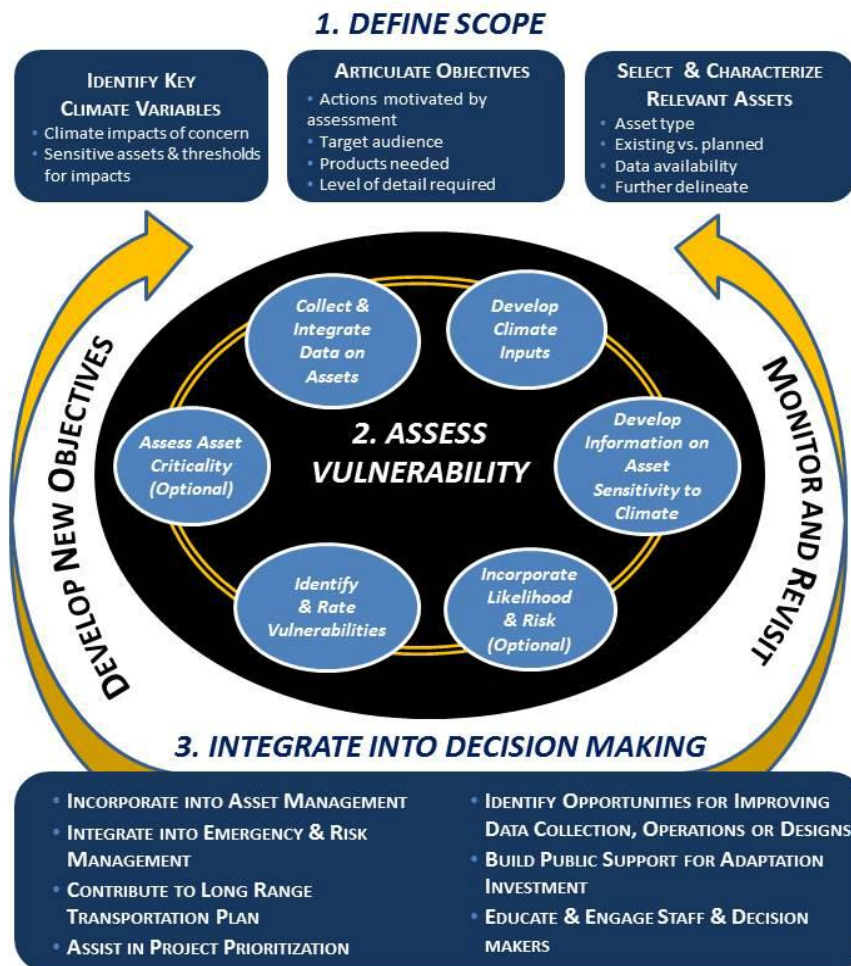 1. DEFINE SCOPE
IDENTIFY KEY
CLIMATE VARIABLES
• Climate impacts of concern
• Sensitive assets & thresholds
for impacts
ARTICULATE OBJECTIVES
• Actions motivated by
assessment
• Target audience
• Products needed
• Level of detail required
SELECT & CHARACTERIZE
RELEVANT ASSETS
• Asset type
• Existing vs. planned
• Data availability
• Further delineate
DEVELOP NEW OBJECTIVES
Collect &
Integrate
Data on
Assets
Develop
Climate
Inputs
Assess Asset
Criticality
(Optional)
2. ASSESS
VULNERABILITY
Develop
Information on
Asset
Sensitivity to
Climate
Identify
& Rate
Vulnerabilities
Incorporate
Likelihood
& Risk
(Optional)
MONITOR AND REVISIT
3. INTEGRATE INTO DECISION MAKING
• INCORPORATE INTO ASSET MANAGEMENT
• INTEGRATE INTO EMERGENCY & RISK
MANAGEMENT
• CONTRIBUTE TO LONG RANGE
TRANSPORTATION PLAN
• ASSIST IN PROJECT PRIORITIZATION
• IDENTIFY OPPORTUNITIES FOR IMPROVING
DATA COLLECTION, OPERATIONS OR DESIGNS
• BUILD PUBLIC SUPPORT FOR ADAPTATION
INVESTMENT
• EDUCATE & ENGAGE STAFF & DECISION
MAKERS